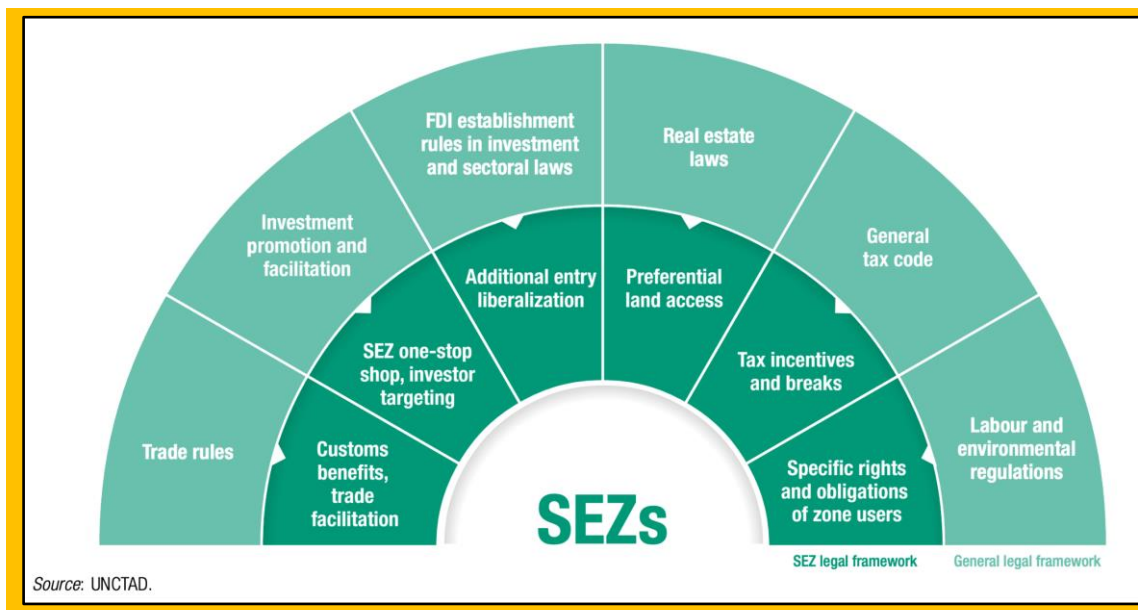 FDI establishment
rules in investment
and sectoral laws
Real estate
laws
Investment
promotion and
facilitation
General
tax code
Additional entry
liberalization
Preferential
land access
SEZ one-stop
shop, investor
targeting
Tax incentives
and breaks
Trade rules
Customs
benefits,
trade
facilitation
Specific rights
and obligations
of zone users
Labour and
environmental
regulations
SEZs
SEZ legal framework
General legal framework
Source: UNCTAD.